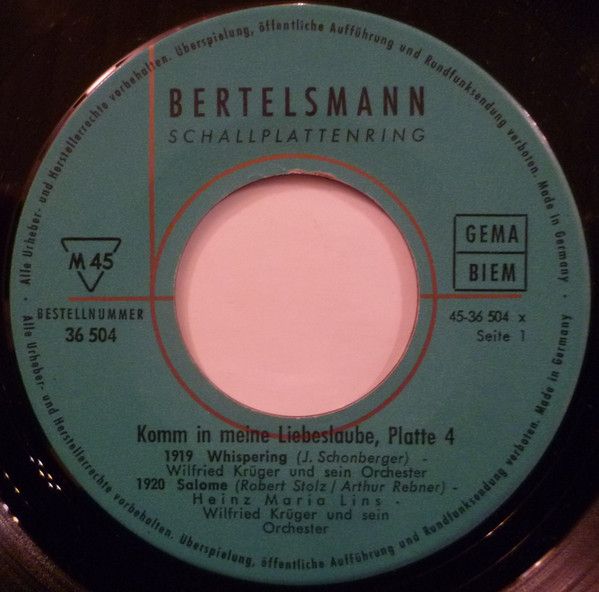 Alle Urheber- und Herstellerrechte vorbehalten. Überspielung, öffentliche Aufführung und Rundfunksendung verboten. Made in Germany
BERTELSMANN
SCHALLPLATTENRING
M 45
GEMA
BIEM
BESTELLNUMMER
36 504
45-36 504 x
Seite 1
Komm in meine Liebeslaube, Platte 4
1919 Whispering (J. Schonberger) -
Wilfried Krüger und sein Orchester
1920 Salome (Robert Stolz / Arthur Rebner) -
Heinz Maria Lins -
Wilfried Krüger und sein
Orchester
Alle Urheber- und Herstellerrechte vorbehalten. Überspielung, öffentliche Aufführung und Rundfunksendung verboten. Made in Germany